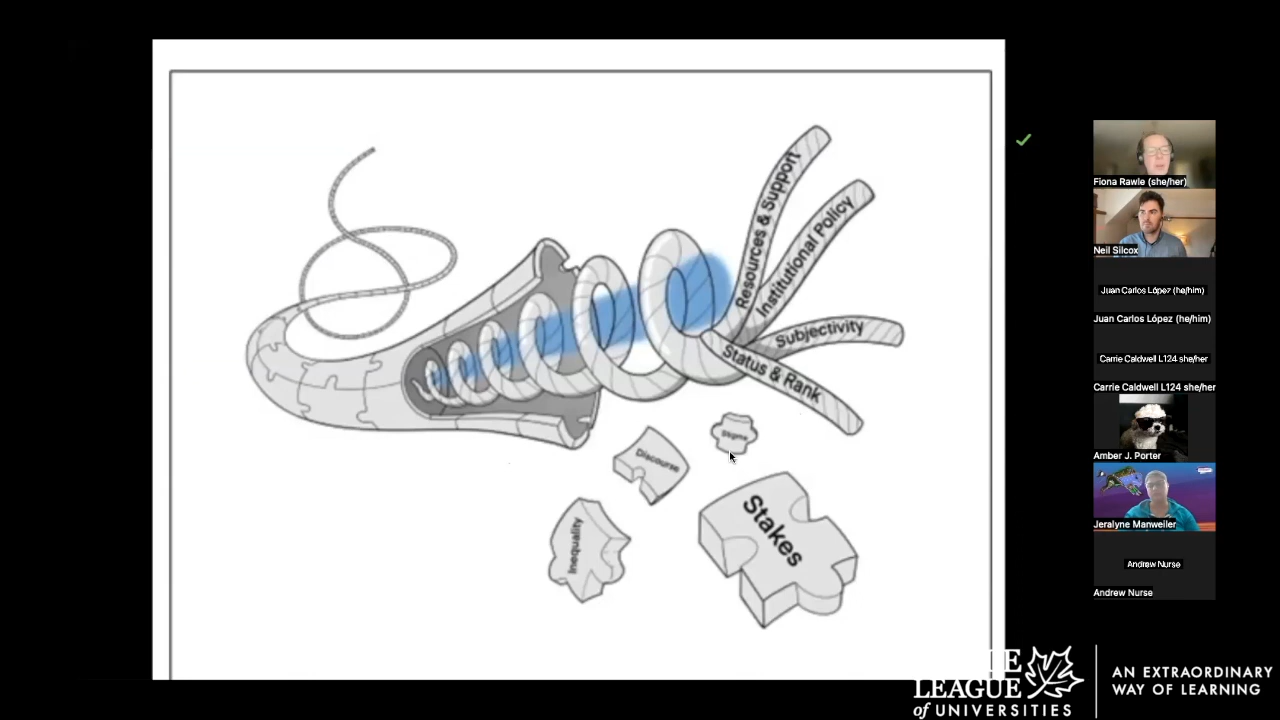 Resources & Support
Institutional Policy
Subjectivity
Status & Rank
Stigma
Discourse
Inequality
Stakes
Fiona Rawle (she/her)
Neil Silcox
Juan Carlos López (he/him)
Juan Carlos López (he/him)
Carrie Caldwell L124 she/her
Carrie Caldwell L124 she/her
Amber J. Porter
Jeralyne Manweiler
Andrew Nurse
Andrew Nurse
LEAGUE
of UNIVERSITIES
AN EXTRAORDINARY
WAY OF LEARNING